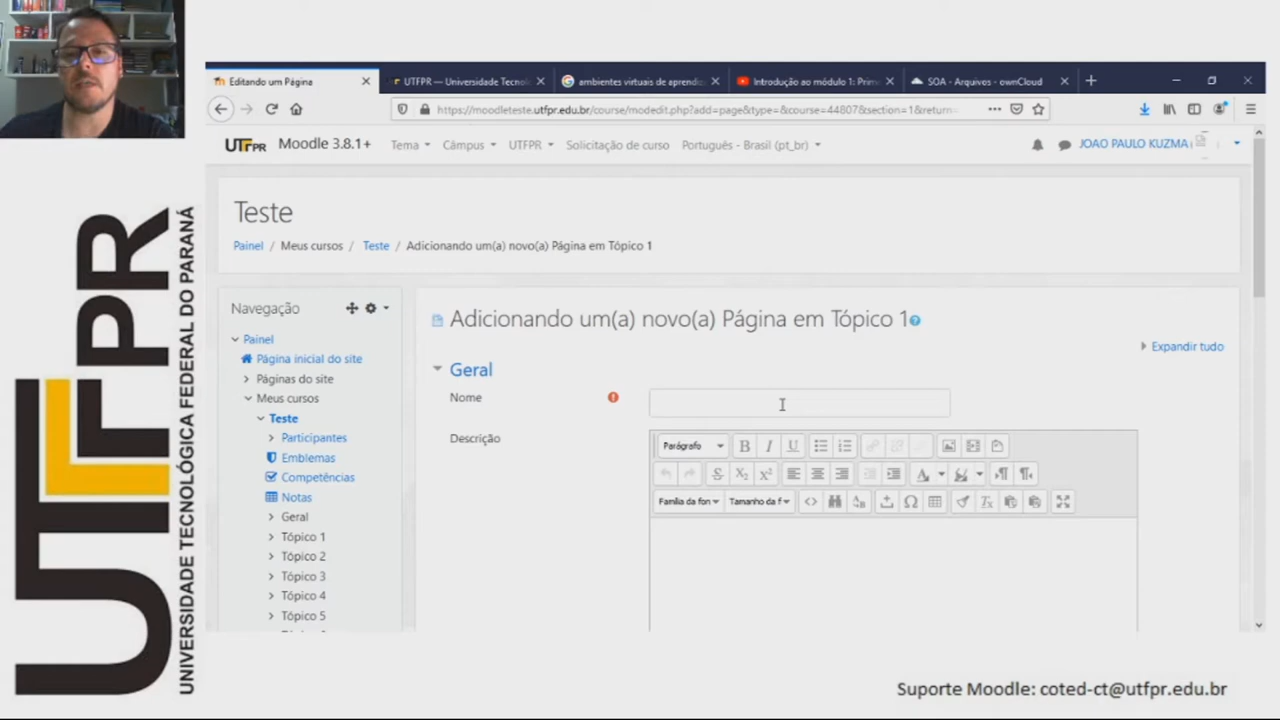 Editando um Página
UTFPR — Universidade Tecnol
ambientes virtuais de aprende
Introdução ao módulo 1: Prime
SOA - Arquivos - ownCloud
https://moodleteste.utfpr.edu.br/course/modedit.php?add=page&type=&course=44807&section=1&return
UTFPR Moodle 3.8.1+ Tema Câmpus UTFPR Solicitação de curso Português - Brasil (pt_br) JOAO PAULO KUZMA
Teste
Painel / Meus cursos / Teste / Adicionando um(a) novo(a) Página em Tópico 1
Navegação
Painel
Página inicial do site
Páginas do site
Meus cursos
Teste
Participantes
Emblemas
Competências
Notas
Geral
Tópico 1
Tópico 2
Tópico 3
Tópico 4
Tópico 5
Adicionando um(a) novo(a) Página em Tópico 1
Expandir tudo
Geral
Nome
Descrição
Parágrafo
Família da fon
Tamanho da f
UTFPR
UNIVERSIDADE TECNOLÓGICA FEDERAL DO PARANÁ
Suporte Moodle: coted-ct@utfpr.edu.br